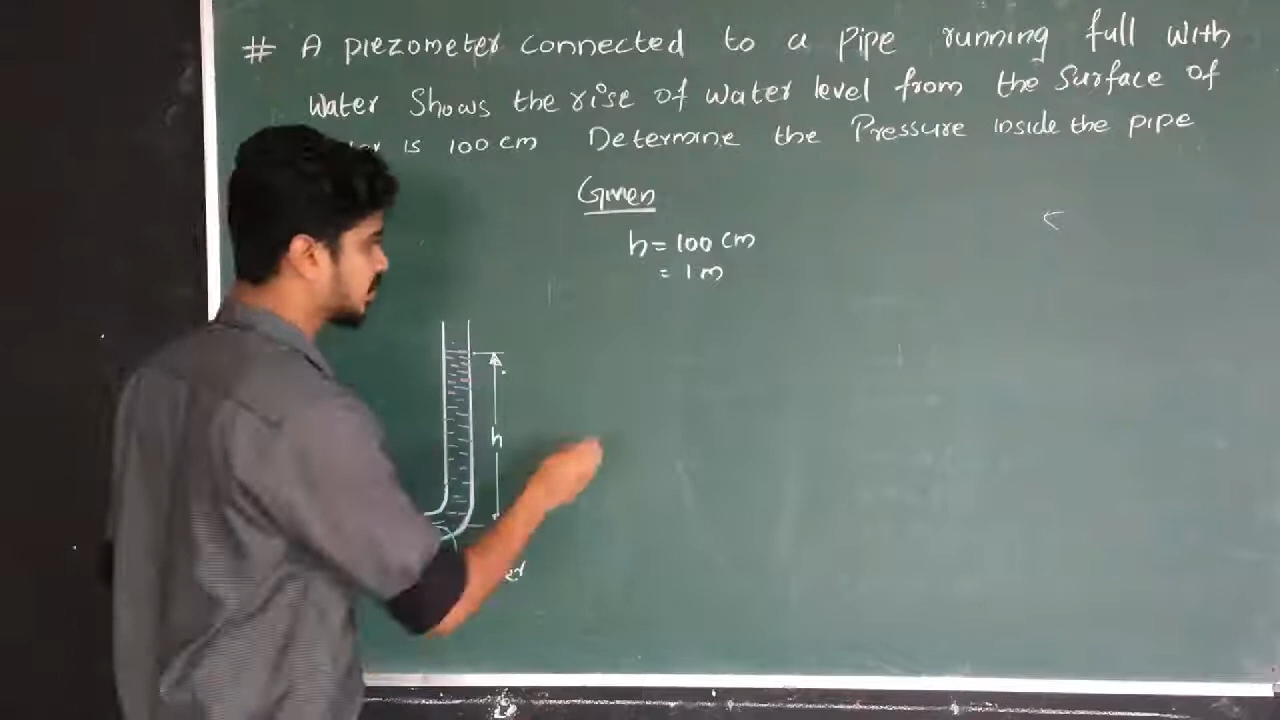 # A piezometer connected to a pipe running full with
Water Shows the rise of water level from the Surface of
is 100 cm Determine the Pressure inside the pipe
Given
h = 100 cm
= 1 m
h